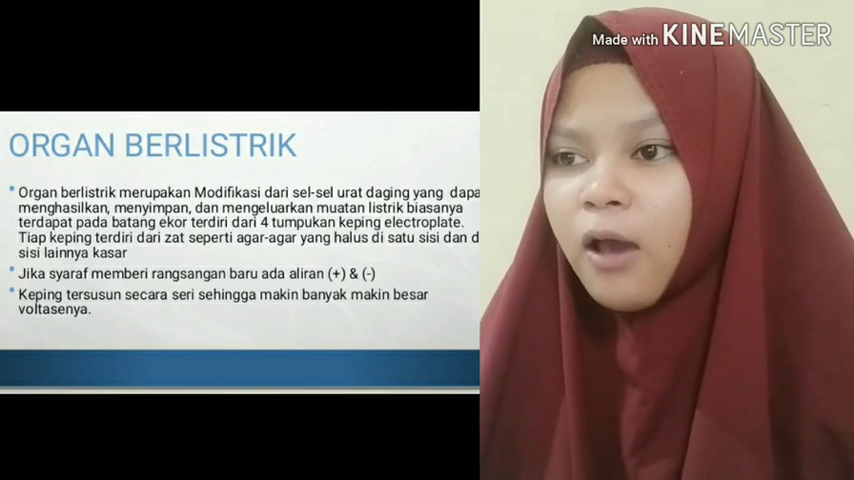 ORGAN BERLISTRIK
Organ berlistrik merupakan Modifikasi dari sel-sel urat daging yang
menghasilkan, menyimpan, dan mengeluarkan muatan listrik biasanya
terdapat pada batang ekor terdiri dari 4 tumpukan keping electroplate.
Tiap keping terdiri dari zat seperti agar-agar yang halus di satu sisi dan
sisi lainnya kasar
Jika syaraf memberi rangsangan baru ada aliran (+) & (-)
Keping tersusun secara seri sehingga makin banyak makin besar
voltasenya.
Made with KINEMASTER